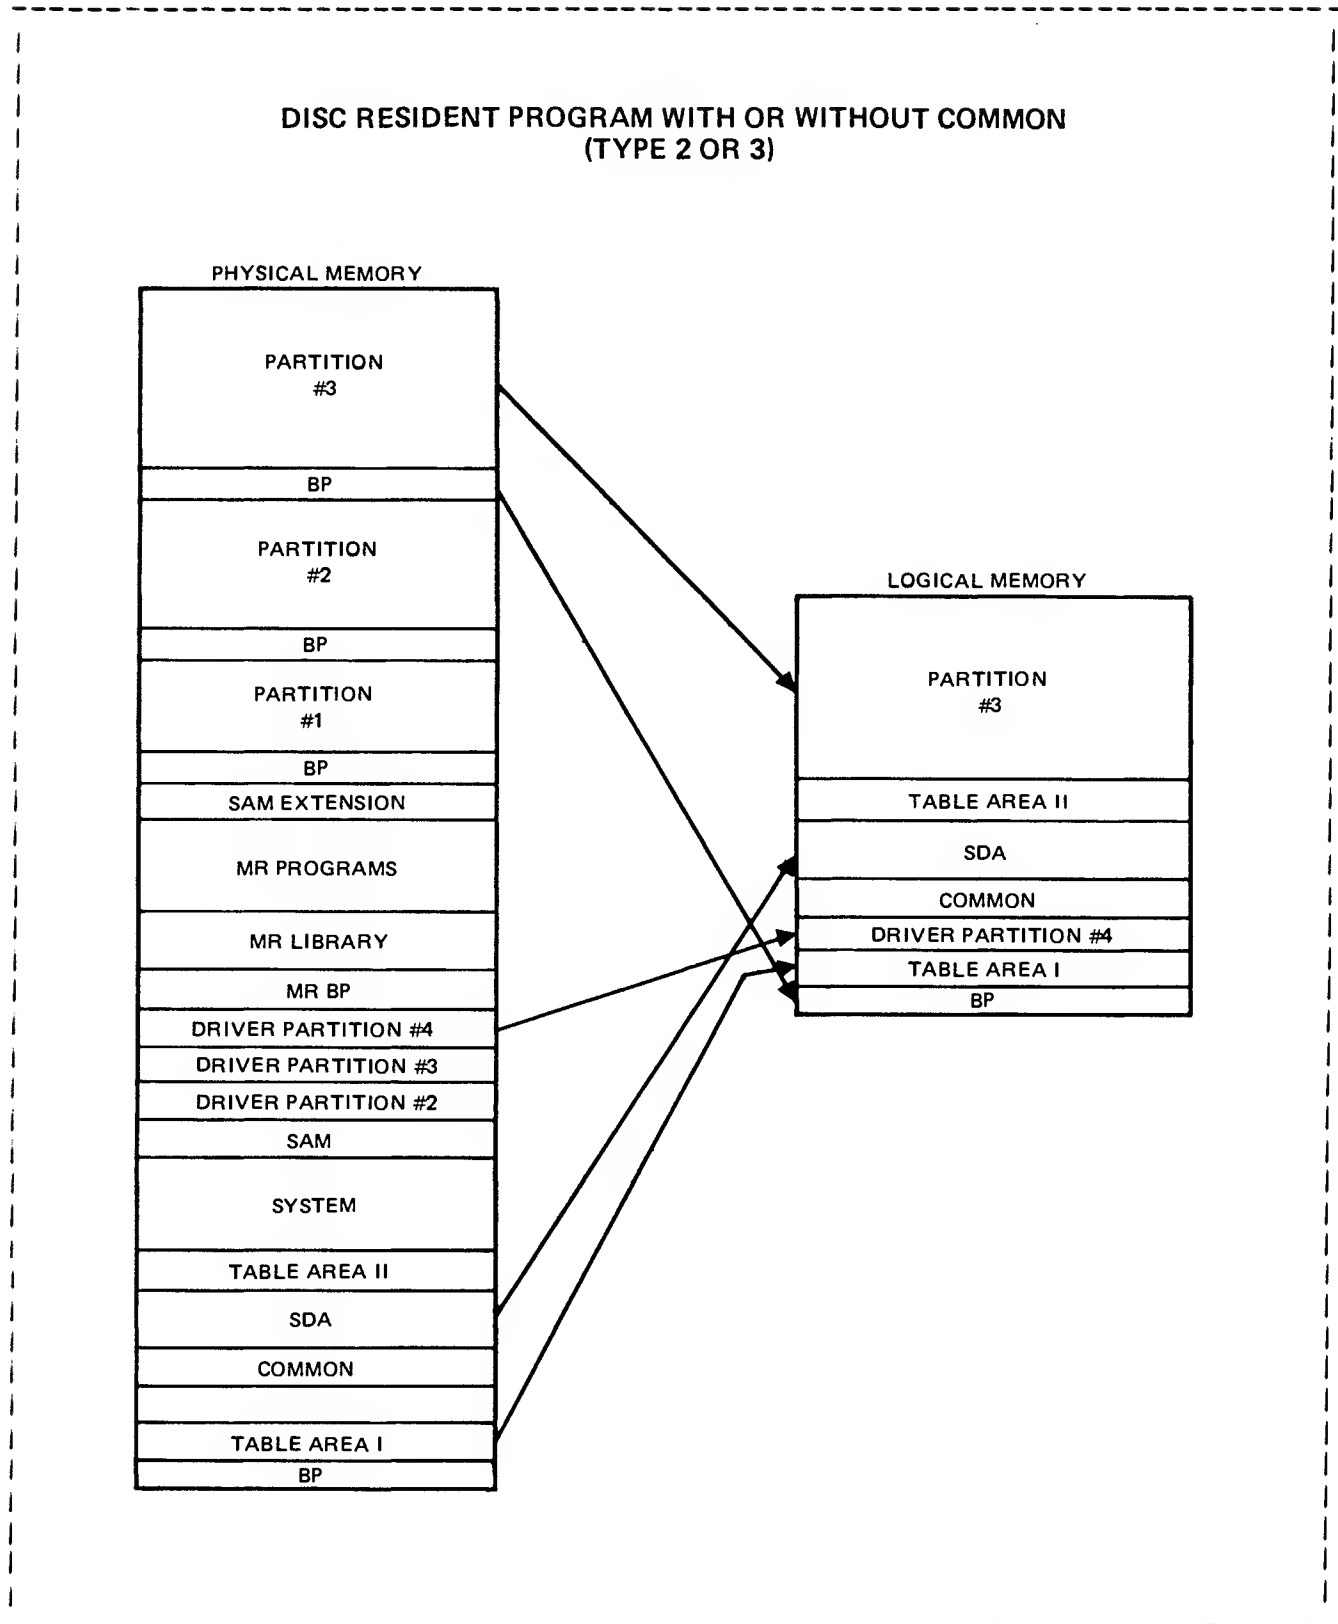 DISC RESIDENT PROGRAM WITH OR WITHOUT COMMON
(TYPE 2 OR 3)
PHYSICAL MEMORY
PARTITION
#3
BP
PARTITION
#2
BP
PARTITION
#1
BP
SAM EXTENSION
MR PROGRAMS
MR LIBRARY
MR BP
DRIVER PARTITION #4
DRIVER PARTITION #3
DRIVER PARTITION #2
SAM
SYSTEM
TABLE AREA II
SDA
COMMON
TABLE AREA I
BP
LOGICAL MEMORY
PARTITION
#3
TABLE AREA II
SDA
COMMON
DRIVER PARTITION #4
TABLE AREA I
BP